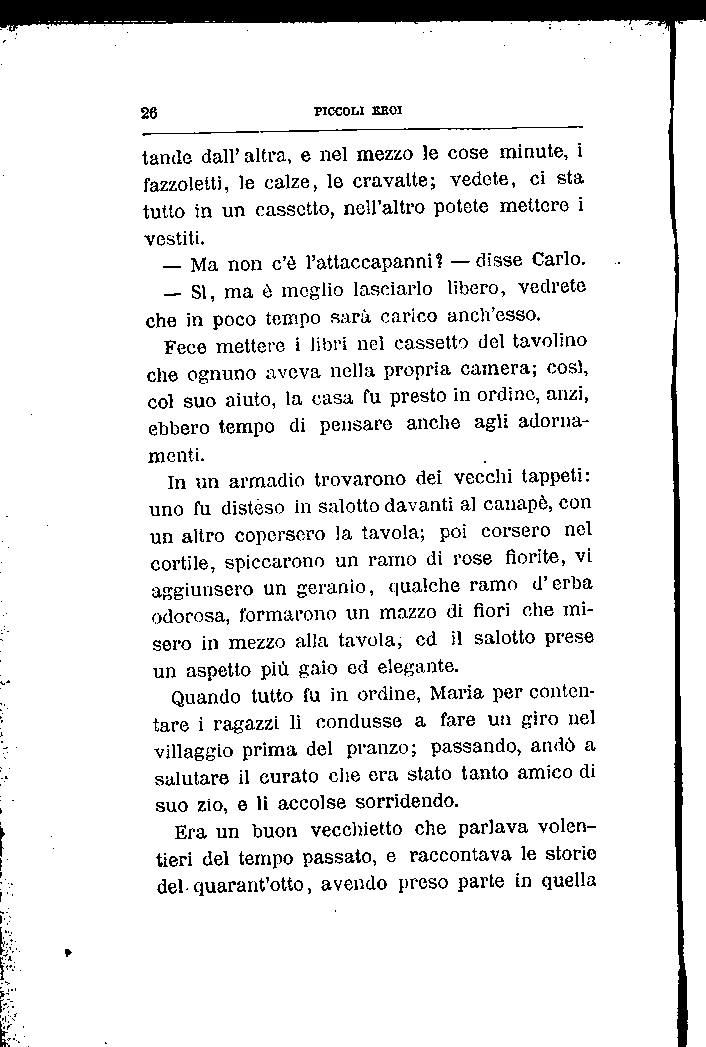 26 PICCOLI EROI
tande dall'altra, e nel mezzo le cose minute, i
fazzoletti, le calze, le cravatte; vedete, ci sta
tutto in un cassetto, nell'altro potete mettere i
vestiti.
— Ma non c'è l'attaccapanni? — disse Carlo.
— Sì, ma è meglio lasciarlo libero, vedrete
che in poco tempo sarà carico anch'esso.
Fece mettere i libri nel cassetto del tavolino
che ognuno aveva nella propria camera; così,
col suo aiuto, la casa fu presto in ordine, anzi,
ebbero tempo di pensare anche agli adorna-
menti.
In un armadio trovarono dei vecchi tappeti:
uno fu disteso in salotto davanti al canapè, con
un altro copersero la tavola; poi corsero nel
cortile, spiccarono un ramo di rose fiorite, vi
aggiunsero un geranio, qualche ramo d'erba
odorosa, formarono un mazzo di fiori che mi-
sero in mezzo alla tavola, ed il salotto prese
un aspetto più gaio ed elegante.
Quando tutto fu in ordine, Maria per conten-
tare i ragazzi li condusse a fare un giro nel
villaggio prima del pranzo; passando, andò a
salutare il curato che era stato tanto amico di
suo zio, e li accolse sorridendo.
Era un buon vecchietto che parlava volen-
tieri del tempo passato, e raccontava le storie
del quarant'otto, avendo preso parte in quella